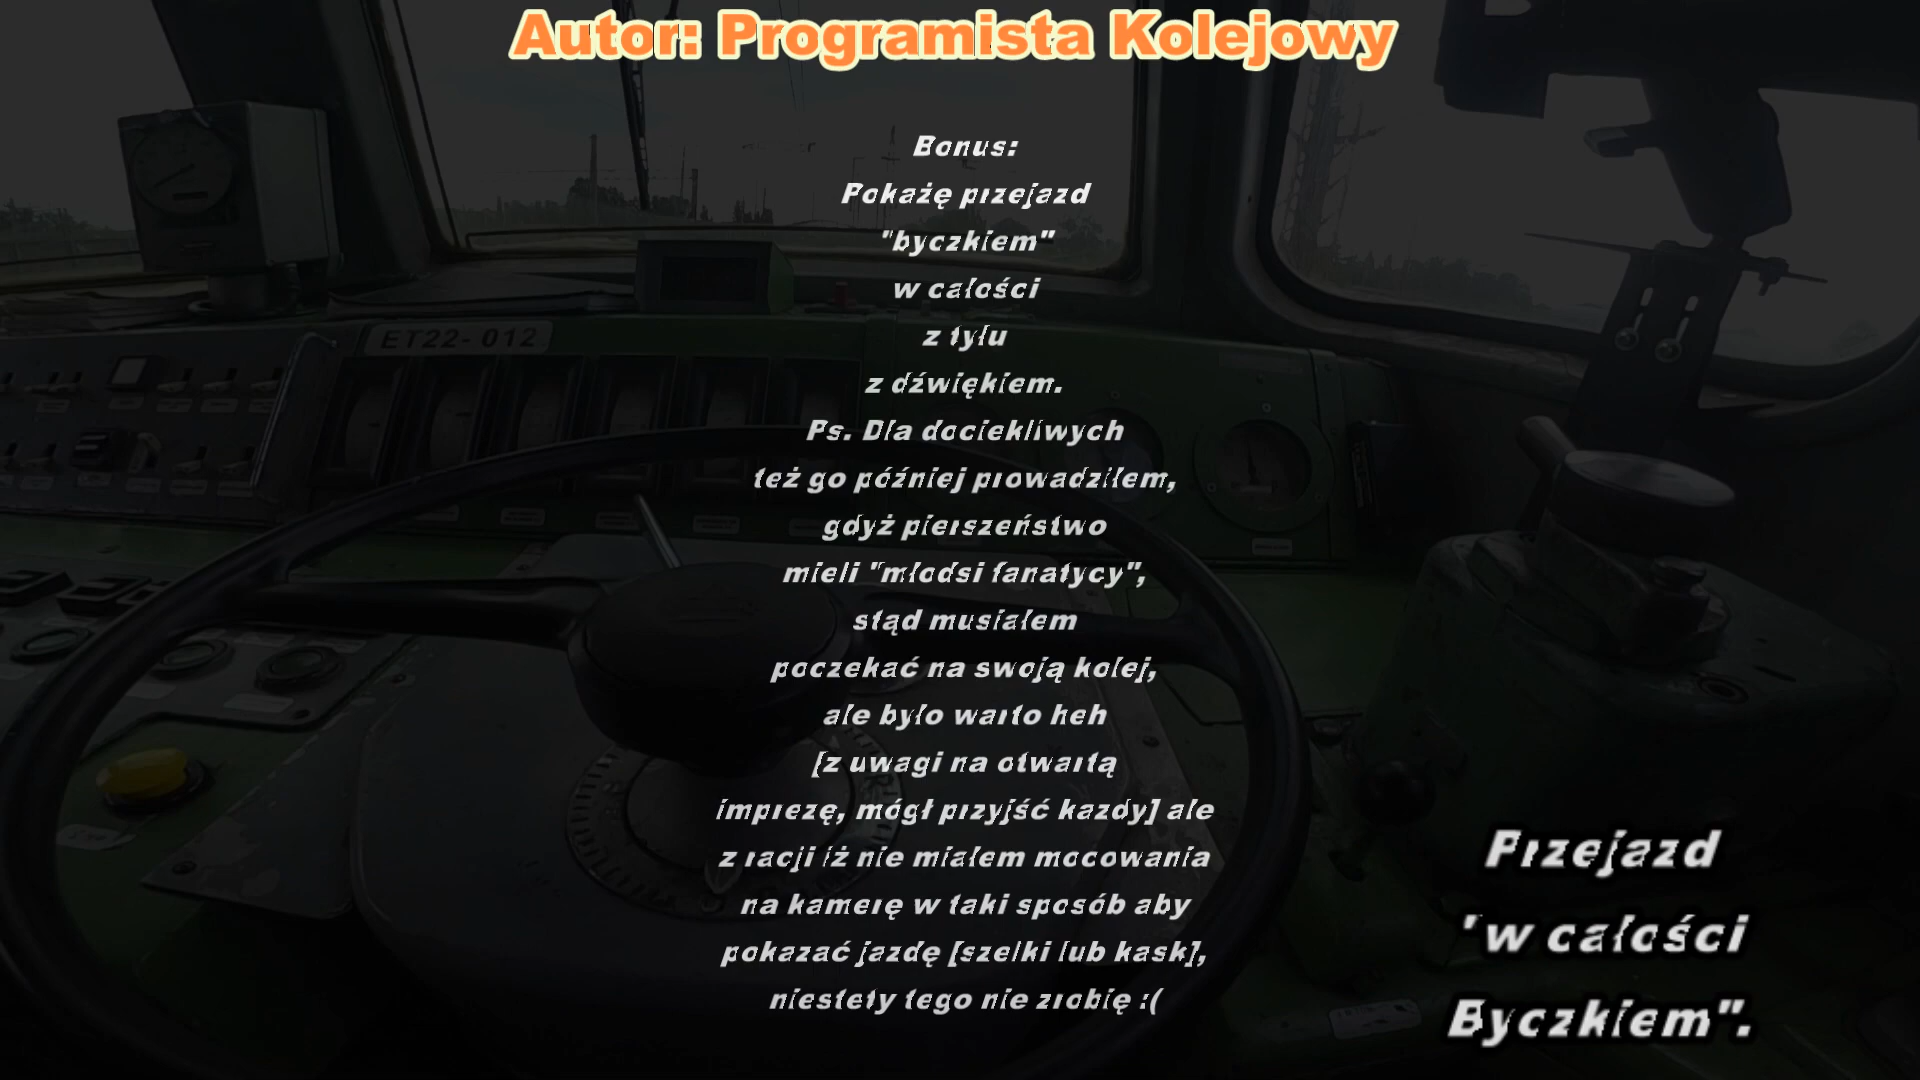 Autor: Programista Kolejowy
Bonus:
Pokażę przejazd
"byczkiem"
w całości
z tyłu
z dźwiękiem.
Ps. Dla dociekliwych
też go później prowadziłem,
gdyż pierszeństwo
mieli "młodsi fanatycy",
stąd musiałem
poczekać na swoją kolej,
ale było warto heh
[z uwagi na otwartą
imprezę, mógł przyjść kazdy] ale
z racji iż nie miałem mocowania
na kamerę w taki sposób aby
pokazać jazdę [szelki lub kask],
niestety tego nie zrobię :(
Przejazd
"w całości
Byczkiem".
ET22- 012